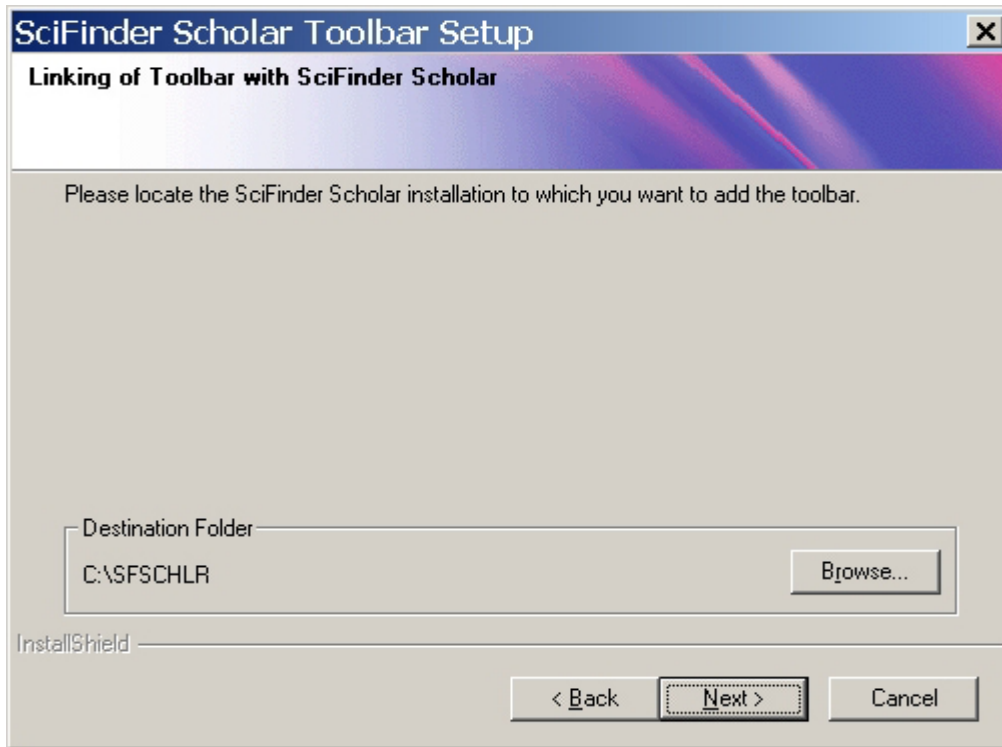 SciFinder Scholar Toolbar Setup
Linking of Toolbar with SciFinder Scholar
Please locate the SciFinder Scholar installation to which you want to add the toolbar.
Destination Folder
C:\SFSCHLR
Browse...
InstallShield
< Back
Next >
Cancel